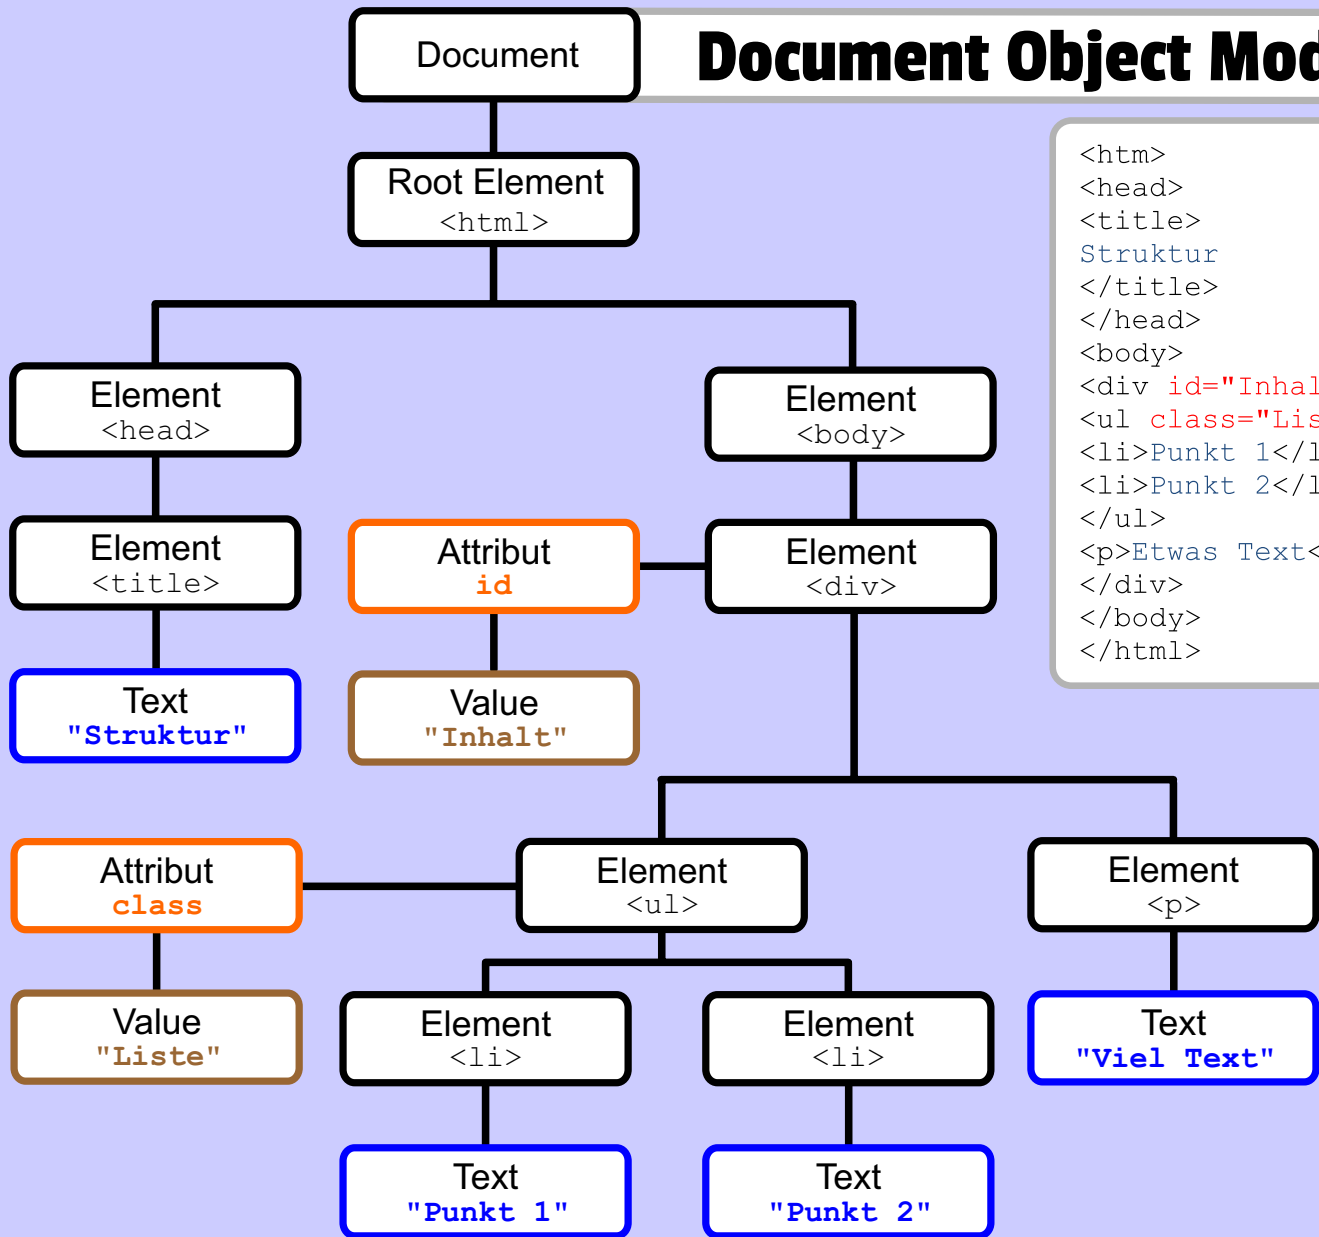 Document
Document Object Mod
Root Element
<html>
<htm>
<head>
<title>
Struktur
</title>
</head>
<body>
<div id="Inhal
<ul class="Lis
<li>Punkt 1</l
<li>Punkt 2</l
</ul>
<p>Etwas Text<
</div>
</body>
</html>
Element
<head>
Element
<body>
Element
<title>
Attribut
id
Element
<div>
Text
"Struktur"
Value
"Inhalt"
Attribut
class
Element
<ul>
Element
<p>
Value
"Liste"
Element
<li>
Element
<li>
Text
"Viel Text"
Text
"Punkt 1"
Text
"Punkt 2"